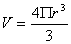 V = 4Πr³ / 3